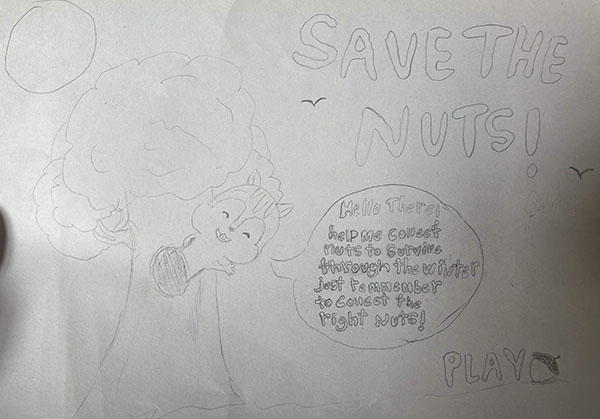 SAVE THE
NUTS!
Hello There!
help me collect
nuts to survive
through the winter
just remmember
to collect the
right nuts!
PLAY